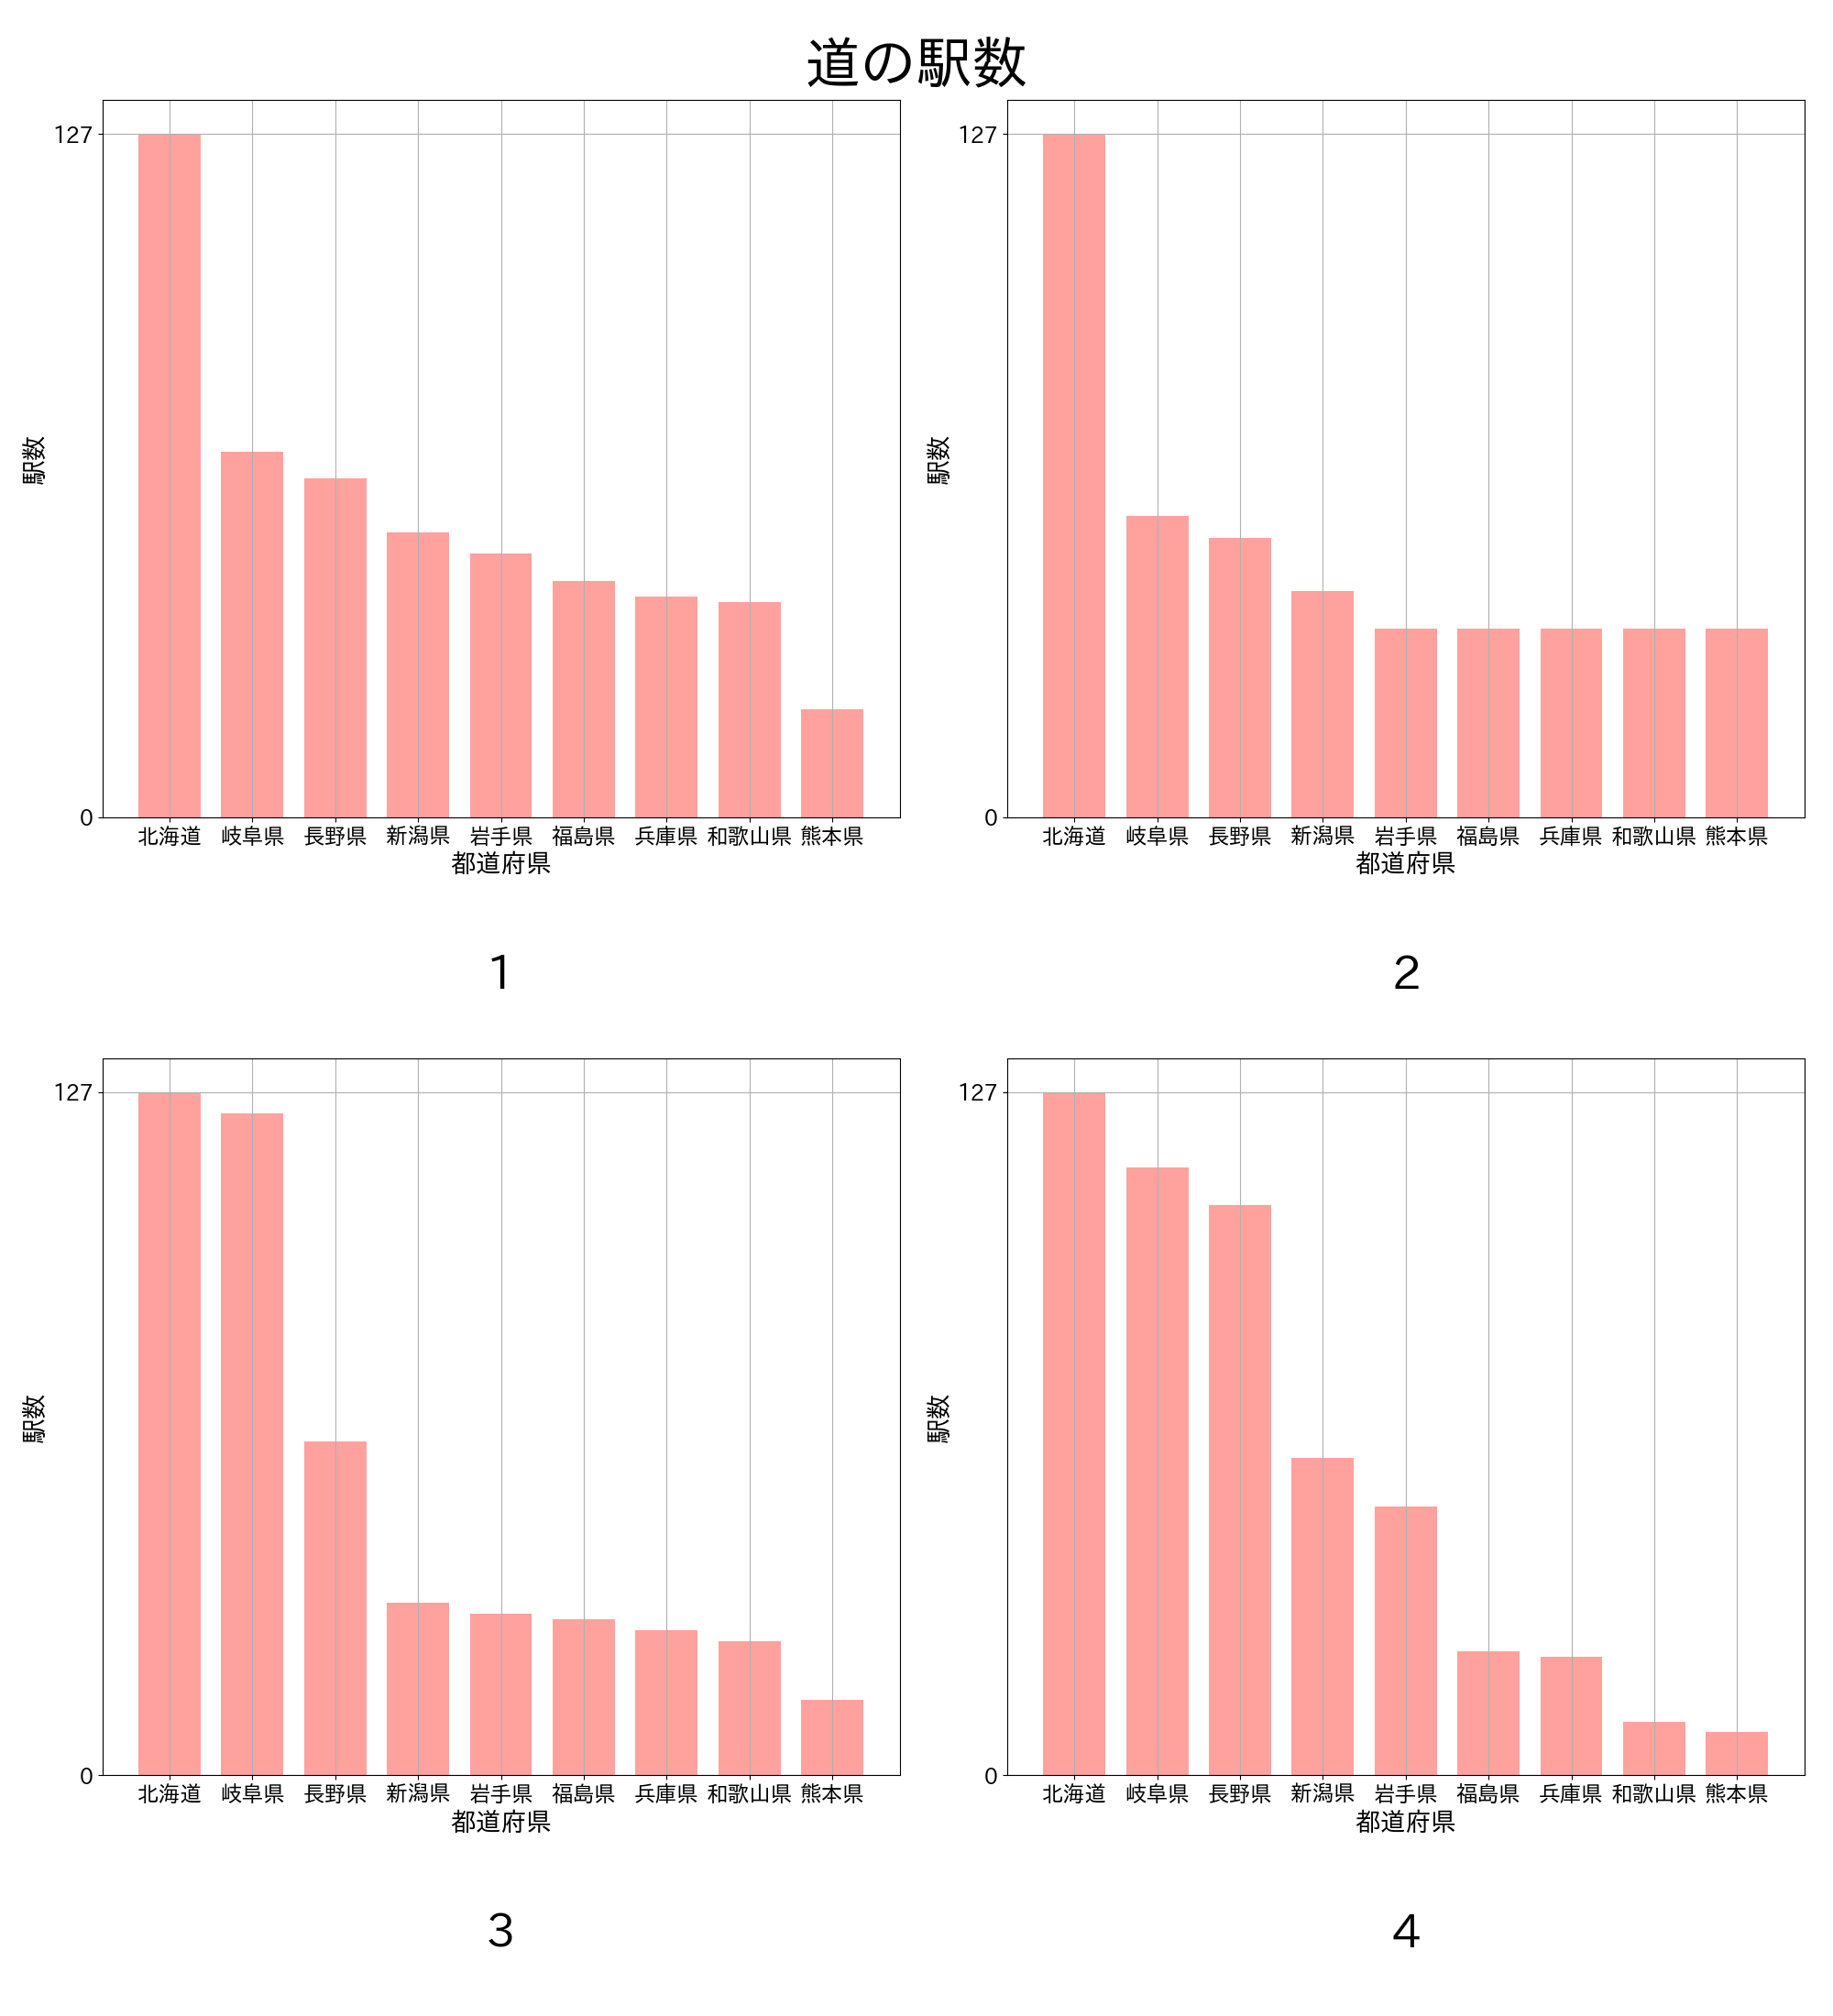 道の駅数
127
0
駅数
北海道 岐阜県 長野県 新潟県 岩手県 福島県 兵庫県 和歌山県 熊本県
都道府県
1
127
0
駅数
北海道 岐阜県 長野県 新潟県 岩手県 福島県 兵庫県 和歌山県 熊本県
都道府県
2
127
0
駅数
北海道 岐阜県 長野県 新潟県 岩手県 福島県 兵庫県 和歌山県 熊本県
都道府県
3
127
0
駅数
北海道 岐阜県 長野県 新潟県 岩手県 福島県 兵庫県 和歌山県 熊本県
都道府県
4